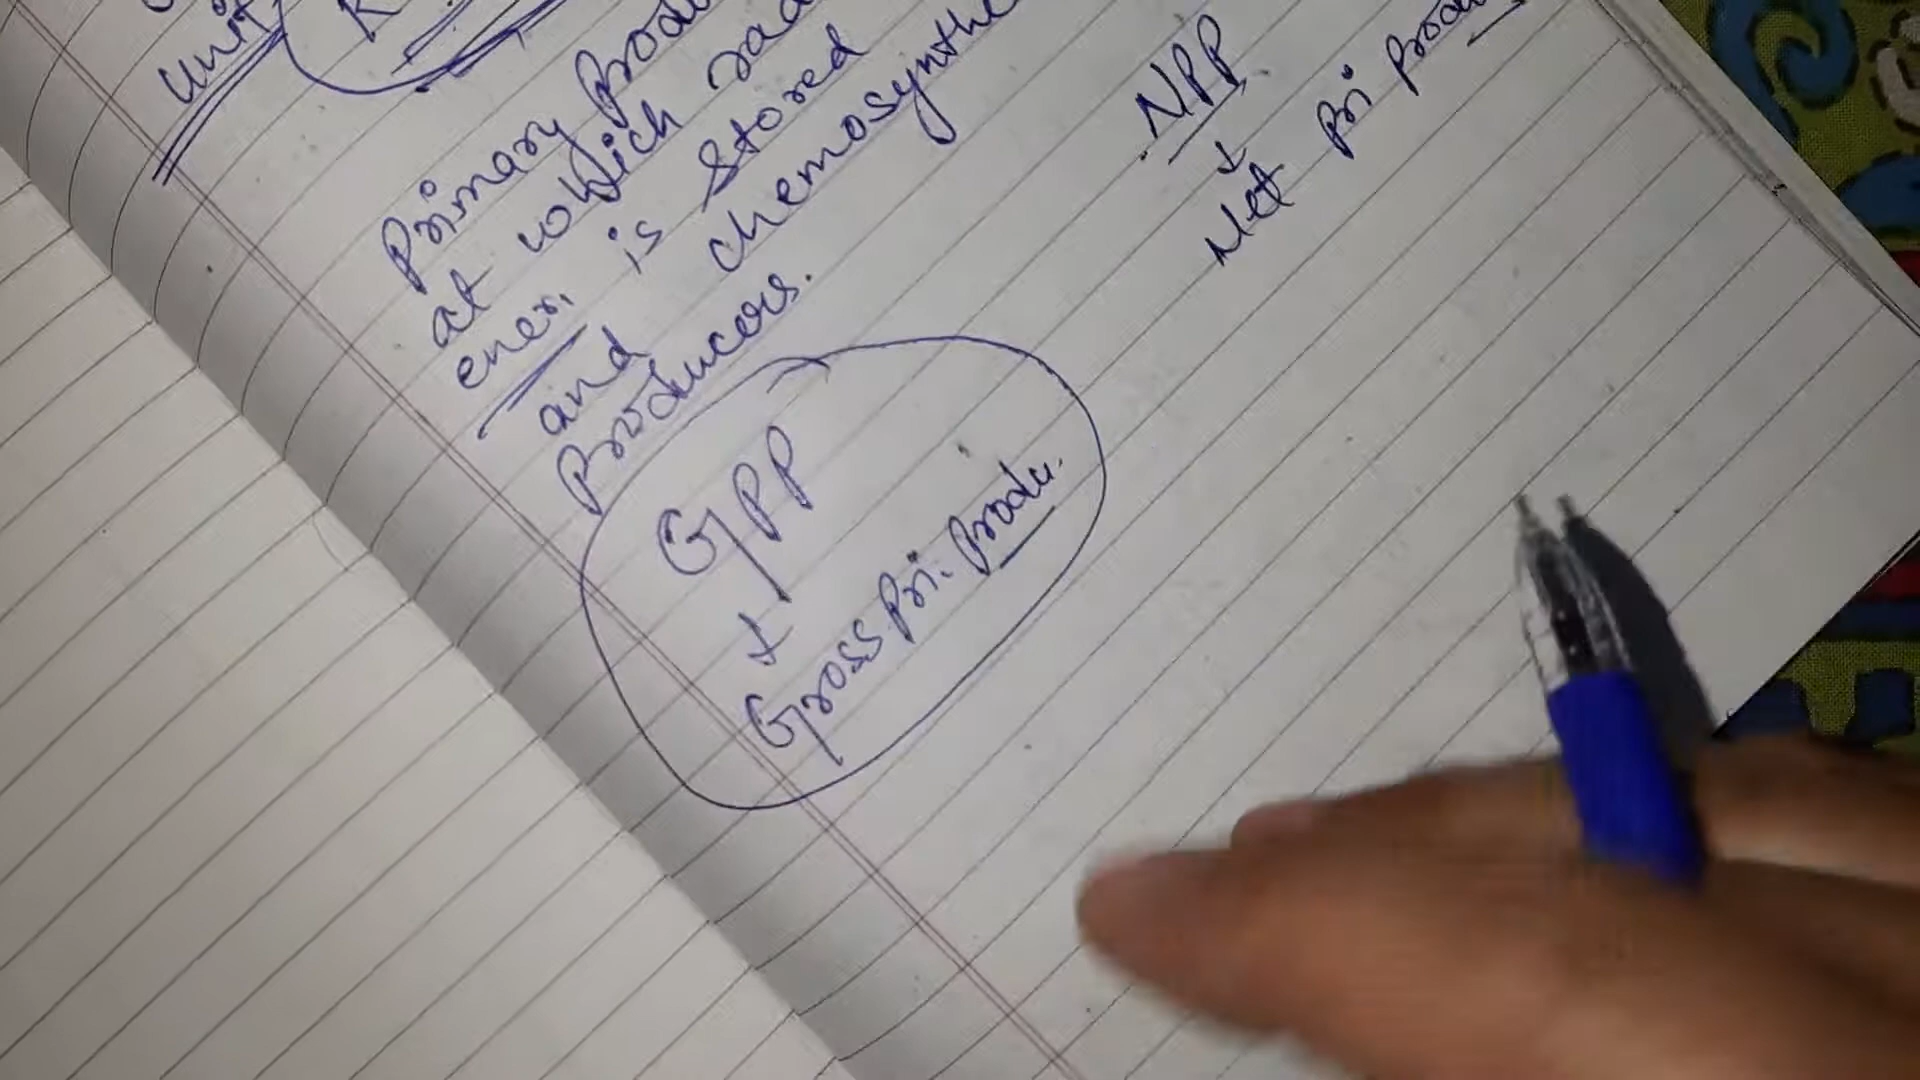 Unit
Primary Produ
at which rad
ener. is Stored
and chemosynthe
Producers.
GPP
Gross Pri. Produ.
NPP
Net Pri Produ